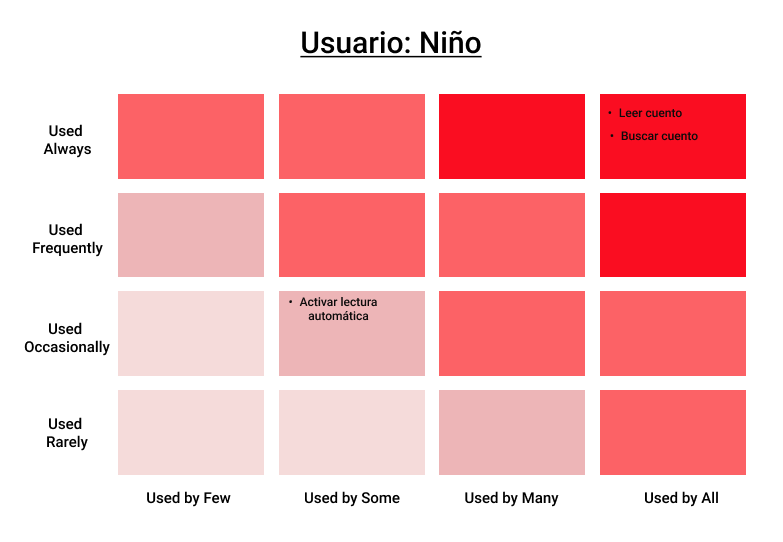 Usuario: Niño
Used
Always
• Leer cuento
• Buscar cuento
Used
Frequently
Used
Occasionally
• Activar lectura
automática
Used
Rarely
Used by Few
Used by Some
Used by Many
Used by All